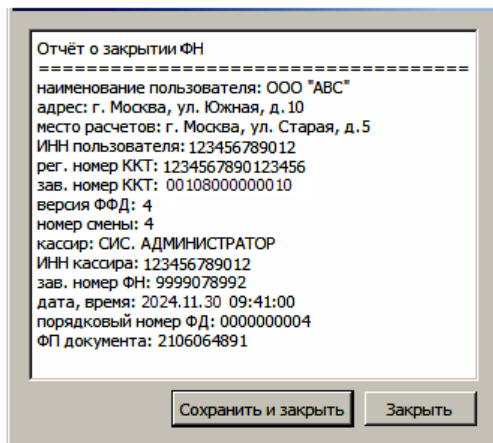 Отчёт о закрытии ФН
====================================
наименование пользователя: ООО "АВС"
адрес: г. Москва, ул. Южная, д.10
место расчетов: г. Москва, ул. Старая, д.5
ИНН пользователя: 123456789012
рег. номер ККТ: 1234567890123456
зав. номер ККТ: 00108000000010
версия ФФД: 4
номер смены: 4
кассир: СИС. АДМИНИСТРАТОР
ИНН кассира: 123456789012
зав. номер ФН: 9999078992
дата, время: 2024.11.30 09:41:00
порядковый номер ФД: 0000000004
ФП документа: 2106064891
Сохранить и закрыть Закрыть